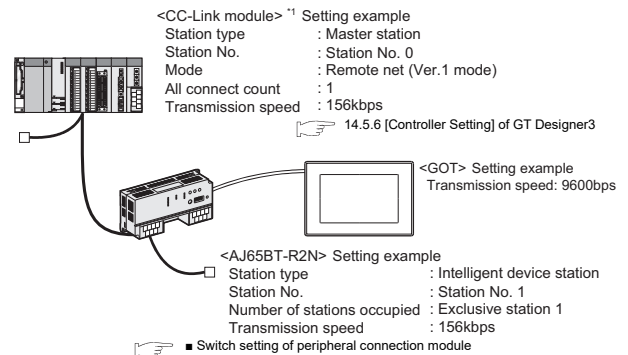 <CC-Link module> *1 Setting example
Station type : Master station
Station No. : Station No. 0
Mode : Remote net (Ver.1 mode)
All connect count : 1
Transmission speed : 156kbps
14.5.6 [Controller Setting] of GT Designer3
<GOT> Setting example
Transmission speed: 9600bps
<AJ65BT-R2N> Setting example
Station type : Intelligent device station
Station No. : Station No. 1
Number of stations occupied : Exclusive station 1
Transmission speed : 156kbps
■ Switch setting of peripheral connection module